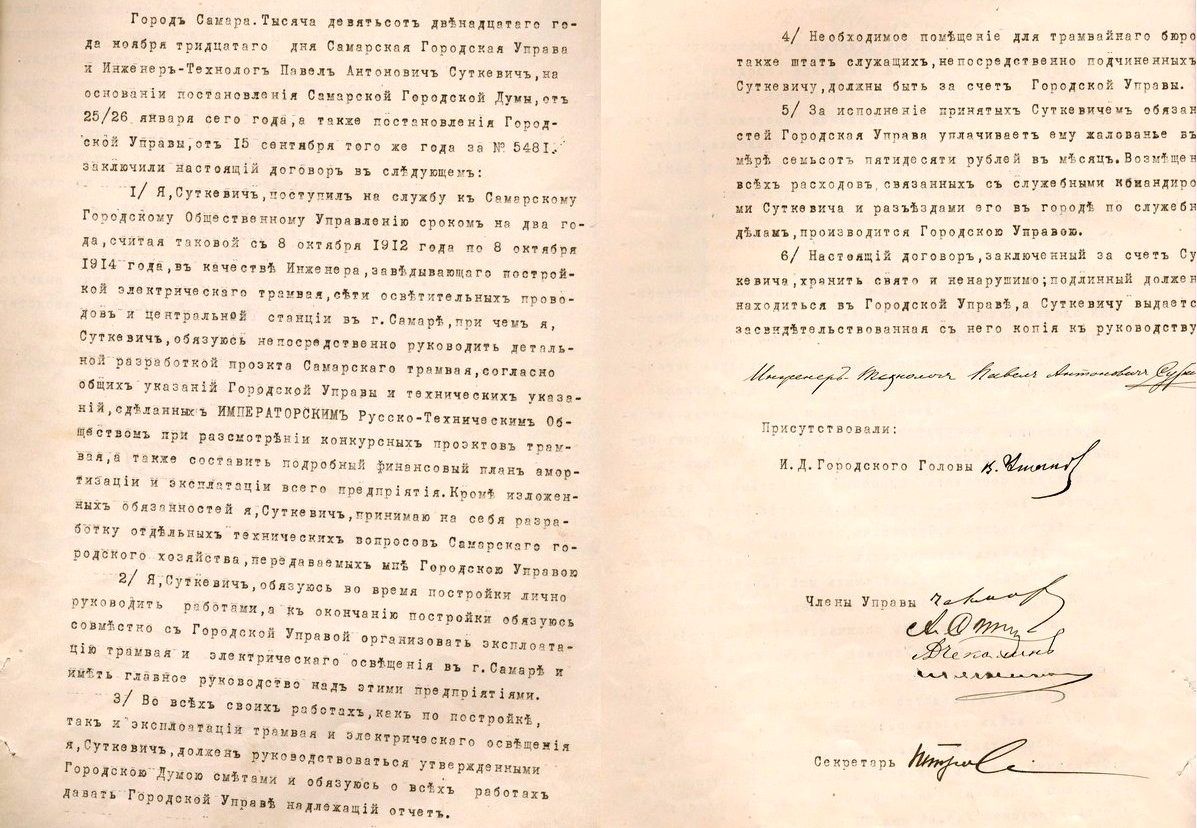 Городъ Самара.Тысяча девятьсот двѣнадцатаго го-
да ноября тридцатаго дня Самарская Городская Управа
и Инженеръ-Технологъ Павелъ Антоновичъ Суткевичъ,на
основаніи постановленія Самарской Городской Думы,отъ
25/26 января сего года,а также постановленія Город-
ской Управы,отъ 15 сентября того же года за № 5481.
заключили настоящій договоръ въ слѣдующемъ:
1/ Я,Суткевичъ,поступилъ на службу къ Самарскому
Городскому Общественному Управленію срокомъ на два го-
да,считая таковой съ 8 октября 1912 года по 8 октября
1914 года,въ качествѣ Инженера,завѣдывающаго построй-
кой электрическаго трамвая,сѣти освѣтительныхъ прово-
довъ и центральной станціи въ г.Самарѣ,при чемъ я,
Суткевичъ,обязуюсь непосредственно руководить деталь-
ной разработкой проэкта Самарскаго трамвая,согласно
общихъ указаній Городской Управы и техническихъ указа-
ній,сдѣланныхъ ИМПЕРАТОРСКИМЪ Русско-Техническимъ Об-
ществомъ при разсмотрѣніи конкурсныхъ проэктовъ трам-
вая,а также составить подробный финансовый планъ амор-
тизаціи и эксплатаціи всего предпріятія.Кромѣ изложен-
ныхъ обязанностей я,Суткевичъ,принимаю на себя разра-
ботку отдѣльныхъ техническихъ вопросовъ Самарскаго го-
родского хозяйства,передаваемыхъ мнѣ Городскою Управою
2/ Я,Суткевичъ,обязуюсь во время постройки лично
руководить работами,а къ окончанію постройки обязуюсь
совмѣстно съ Городской Управой организовать эксплоата-
цію трамвая и электрическаго освѣщенія въ г.Самарѣ и
имѣть главное руководство надъ этими предпріятіями.
3/ Во всѣхъ своихъ работахъ,какъ по постройкѣ,
такъ и эксплоатацій трамвая и электрическаго освѣщенія
я,Суткевичъ,долженъ руководствоваться утвержденными
Городскою Думою смѣтами и обязуюсь о всѣхъ работахъ
давать Городской Управѣ надлежащій отчетъ.
4/ Необходимое помѣщеніе для трамвайнаго бюро
также штатъ служащихъ,непосредственно подчиненныхъ
Суткевичу,должны быть за счетъ Городской Управы.
5/ За исполненіе принятыхъ Суткевичемъ обязан
стей Городская Управа уплачиваетъ ему жалованье въ
мѣрѣ семьсотъ пятидесяти рублей въ мѣсяцъ.Возмѣщен
всѣхъ расходовъ,связанныхъ съ служебными командиро
ми Суткевича и разъѣздами его въ городѣ по служебн
дѣламъ,производится Городскою Управою.
6/ Настоящій договоръ,заключенный за счетъ Су
кевича,хранить свято и ненарушимо;подлинный должен
находиться въ Городской Управѣ,а Суткевичу выдаетс
засвидѣтельствованная съ него копія къ руководству
Инженеръ-Технологъ Павелъ Антоновичъ
Присутствовали:
И.Д.Городского Головы
Члены Управы
Секретарь